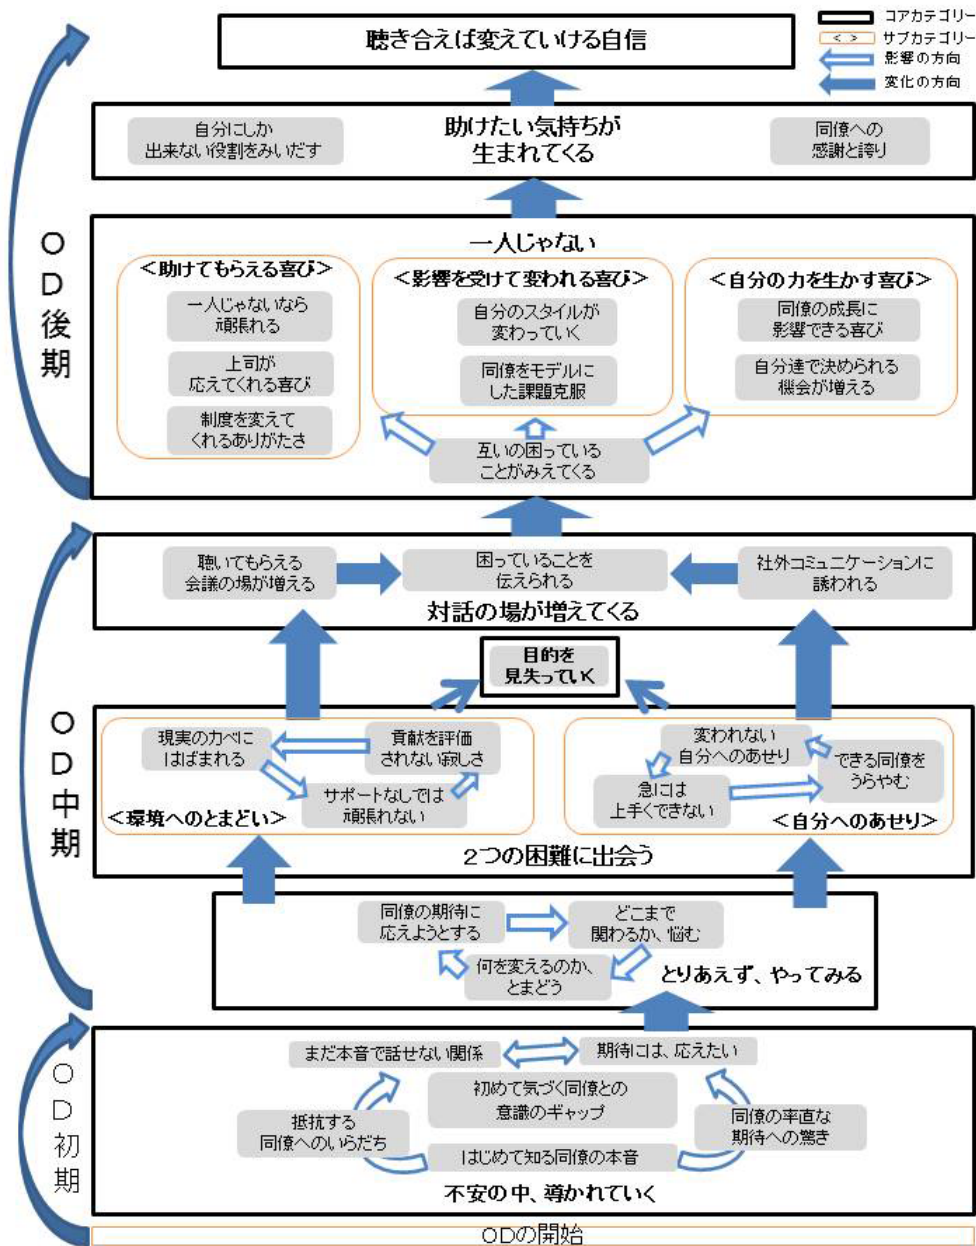 コアカテゴリー
< > サブカテゴリー
影響の方向
変化の方向
聴き合えば変えていける自信
自分にしか
出来ない役割をみいだす
助けたい気持ちが
生まれてくる
同僚への
感謝と誇り
OD後期
一人じゃない
<助けてもらえる喜び>
一人じゃないなら
頑張れる
上司が
応えてくれる喜び
制度を変えて
くれるありがたさ
<影響を受けて変われる喜び>
自分のスタイルが
変わっていく
同僚をモデルに
した課題克服
<自分の力を生かす喜び>
同僚の成長に
影響できる喜び
自分達で決められる
機会が増える
互いの困っている
ことがみえてくる
OD中期
聴いてもらえる
会議の場が増える
困っていることを
伝えられる
社外コミュニケーションに
誘われる
対話の場が増えてくる
目的を
見失っていく
現実のカベに
はばまれる
貢献を評価
されない寂しさ
サポートなしでは
頑張れない
<環境へのとまどい>
変われない
自分へのあせり
できる同僚を
うらやむ
急には
上手くできない
<自分へのあせり>
2つの困難に出会う
同僚の期待に
応えようとする
どこまで
関わるか、悩む
何を変えるのか、
とまどう
とりあえず、やってみる
OD初期
まだ本音で話せない関係
期待には、応えたい
初めて気づく同僚との
意識のギャップ
抵抗する
同僚へのいらだち
同僚の率直な
期待への驚き
はじめて知る同僚の本音
不安の中、導かれていく
ODの開始